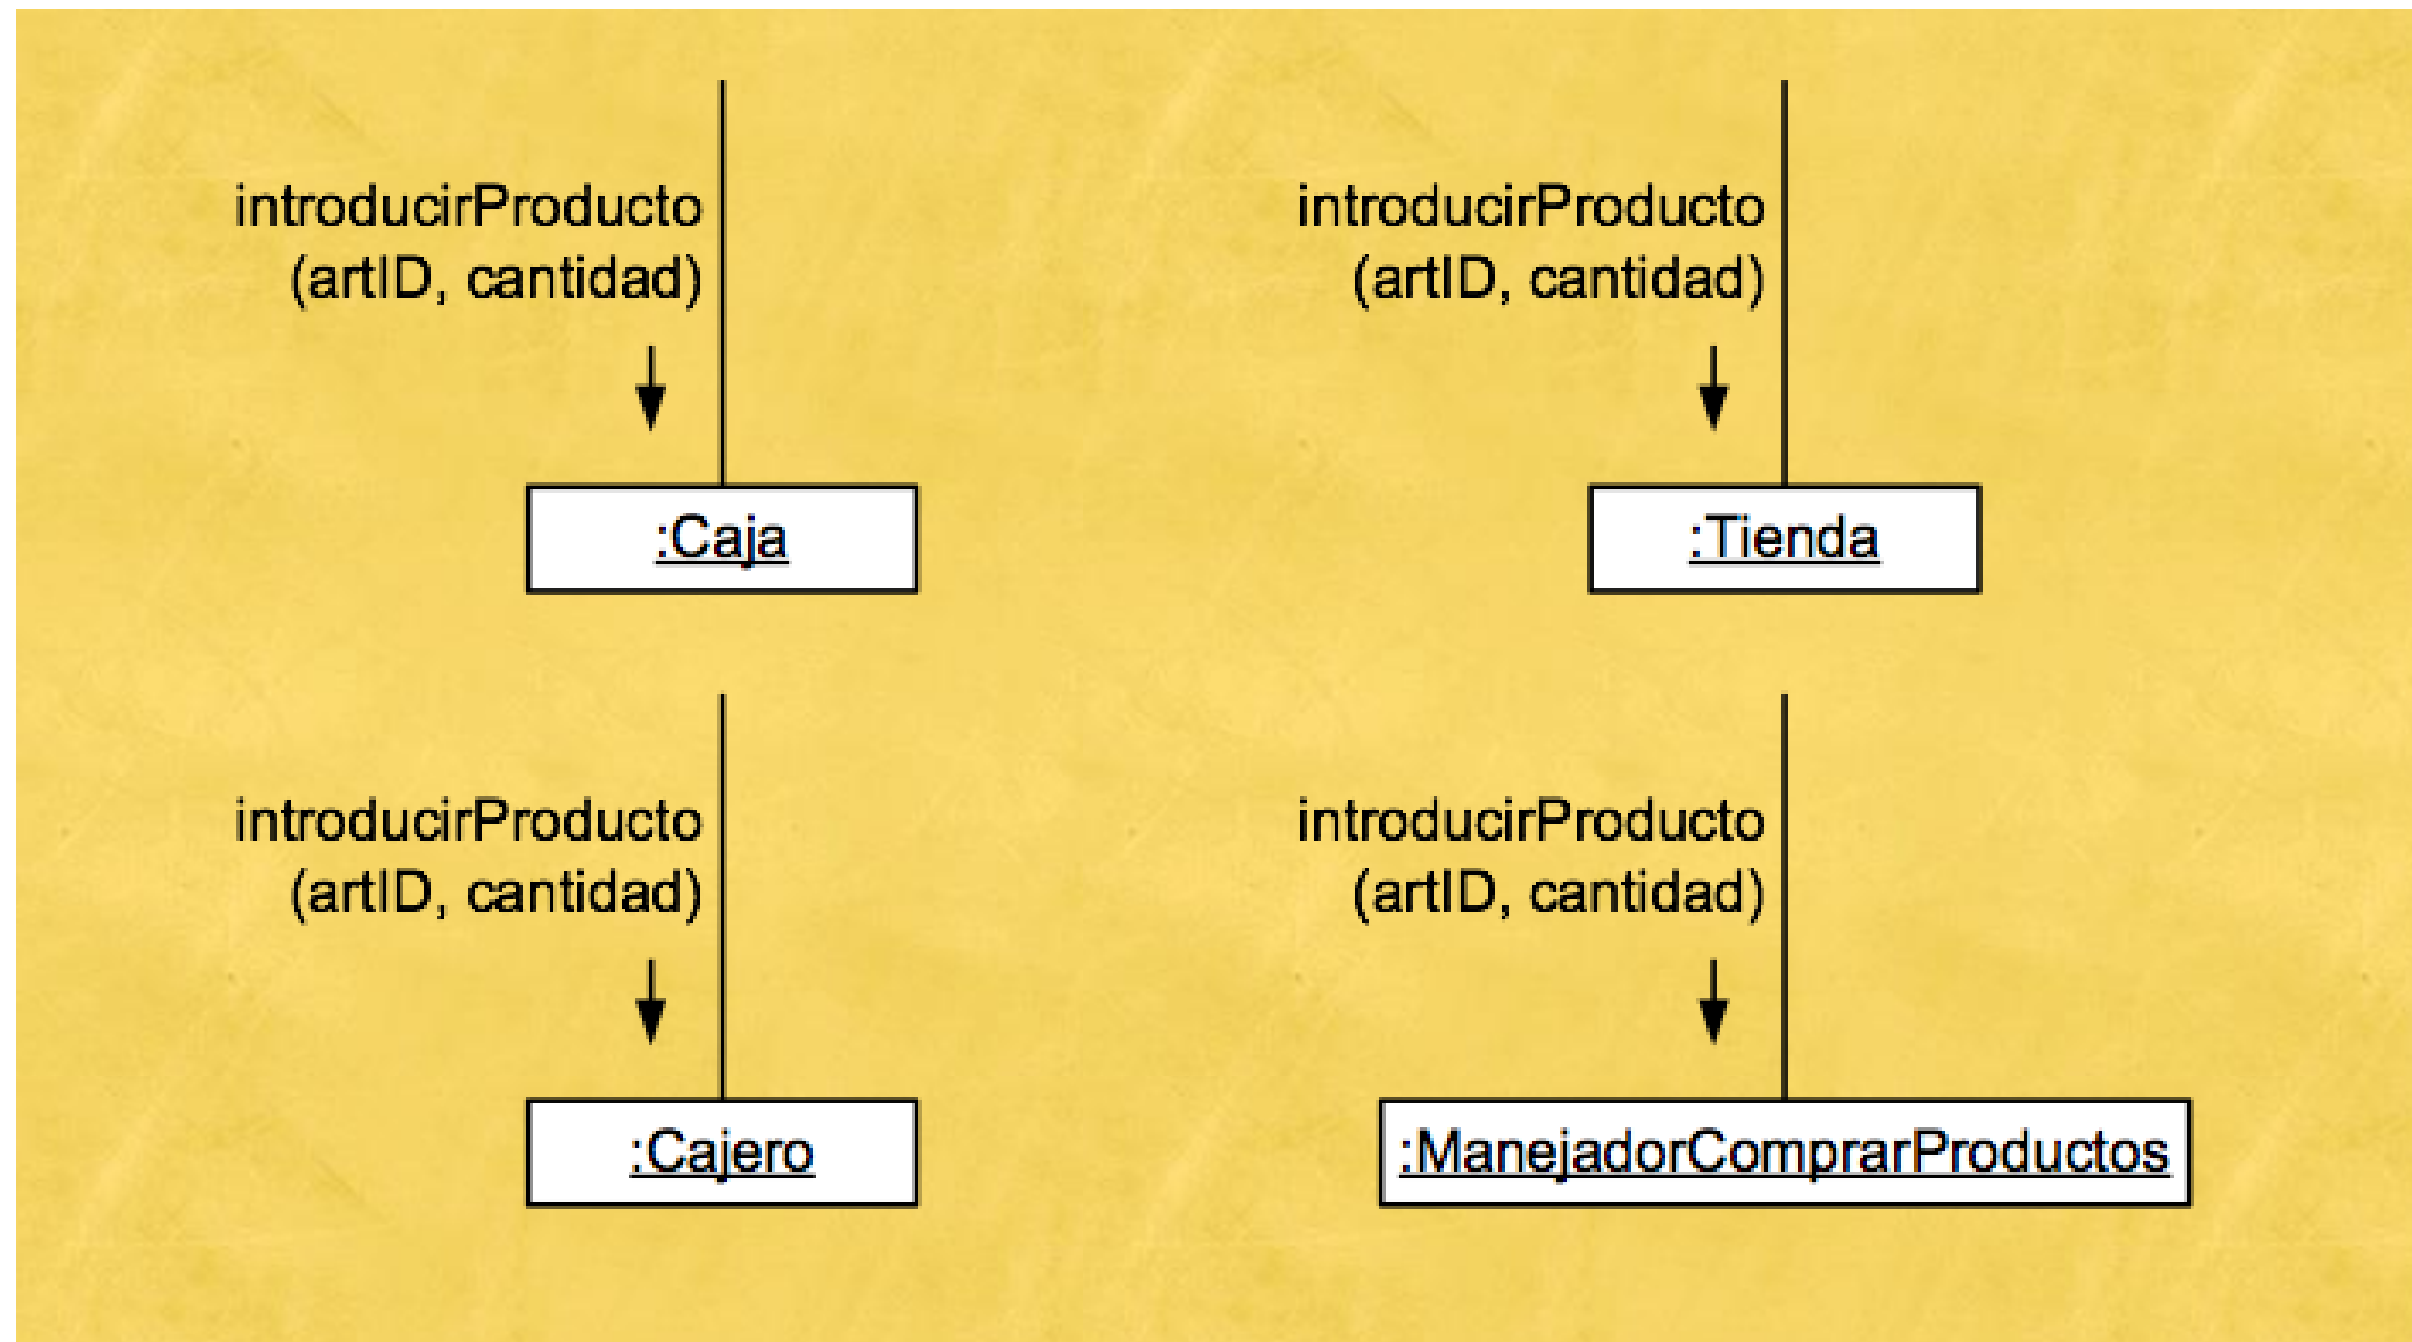 introducirProducto
(artID, cantidad)
:Caja
introducirProducto
(artID, cantidad)
:Tienda
introducirProducto
(artID, cantidad)
:Cajero
introducirProducto
(artID, cantidad)
:ManejadorComprarProductos